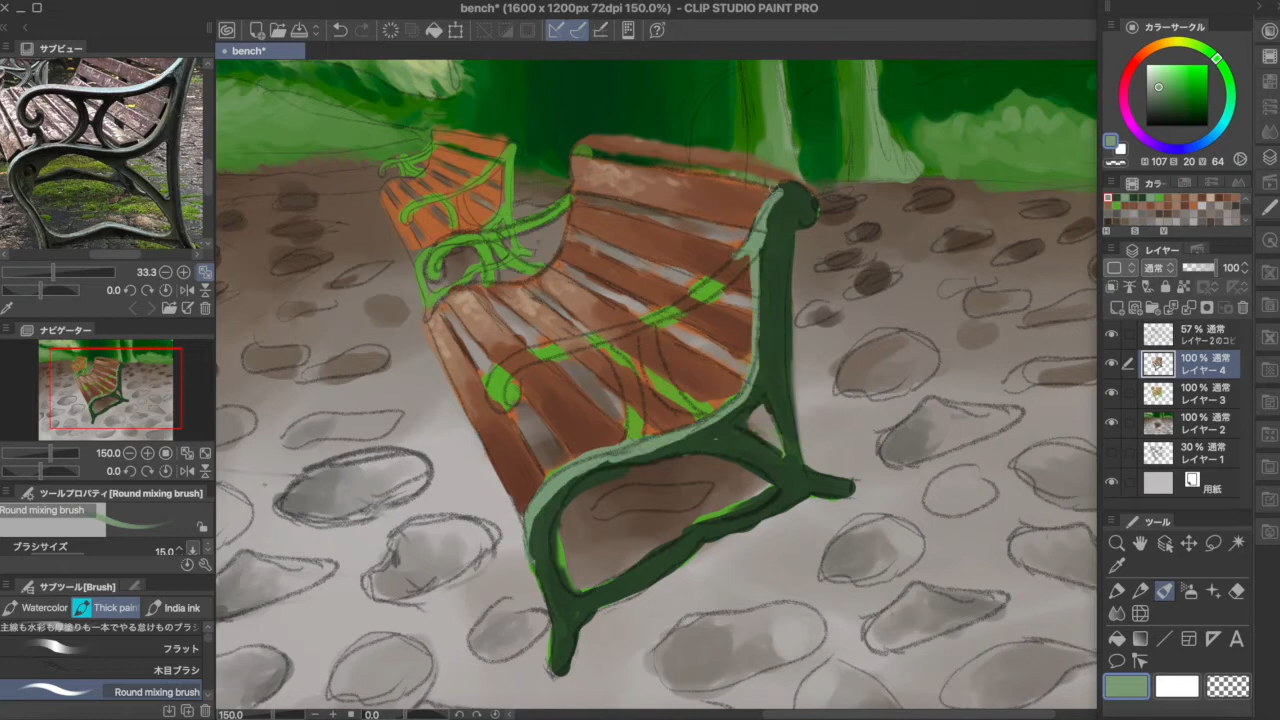 bench* (1600 x 1200px 72dpi 150.0%) - CLIP STUDIO PAINT PRO
サブビュー
bench*
カラーサークル
H 107 S 20 V 64
カラ
H S V
33.3
0.0
ナビゲーター
150.0
0.0
ツールプロパティ[Round mixing brush]
Round mixing brush
ブラシサイズ
15.0
サブツール[Brush]
Watercolor
Thick pain
India ink
主線も水彩も厚塗りも一本でやる怠けものブラシ
フラット
木目ブラシ
Round mixing brush
レイヤー
通常
100
57 % 通常
レイヤー 2 のコピ
100 % 通常
レイヤー 4
100 % 通常
レイヤー 3
100 % 通常
レイヤー 2
30 % 通常
レイヤー 1
用紙
ツール
150.0
0.0